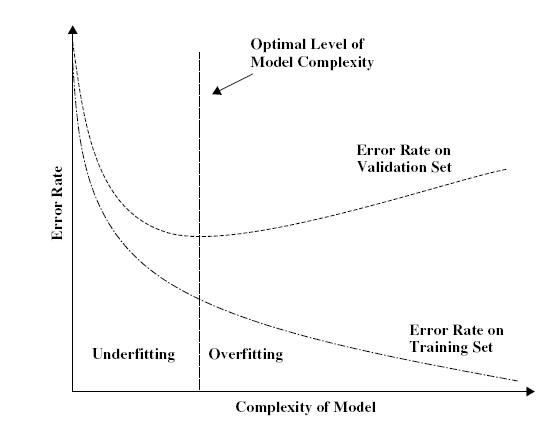 Optimal Level of
Model Complexity
Error Rate on
Validation Set
Error Rate
Error Rate on
Training Set
Underfitting
Overfitting
Complexity of Model